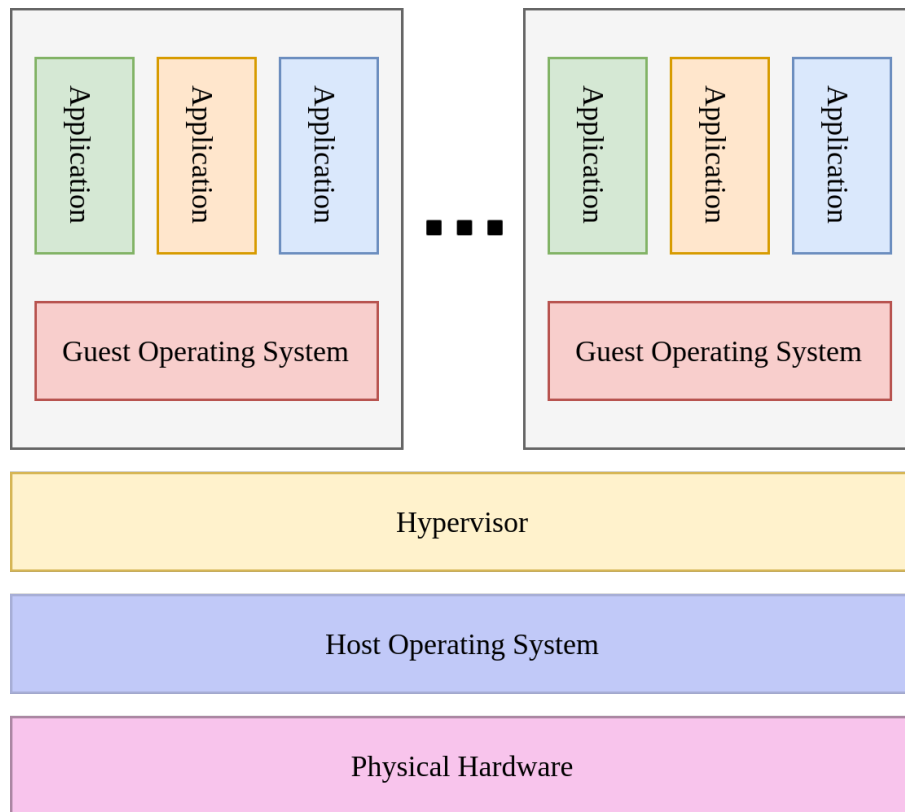 Application
Application
Application
Application
Application
Application
Guest Operating System
Guest Operating System
Hypervisor
Host Operating System
Physical Hardware